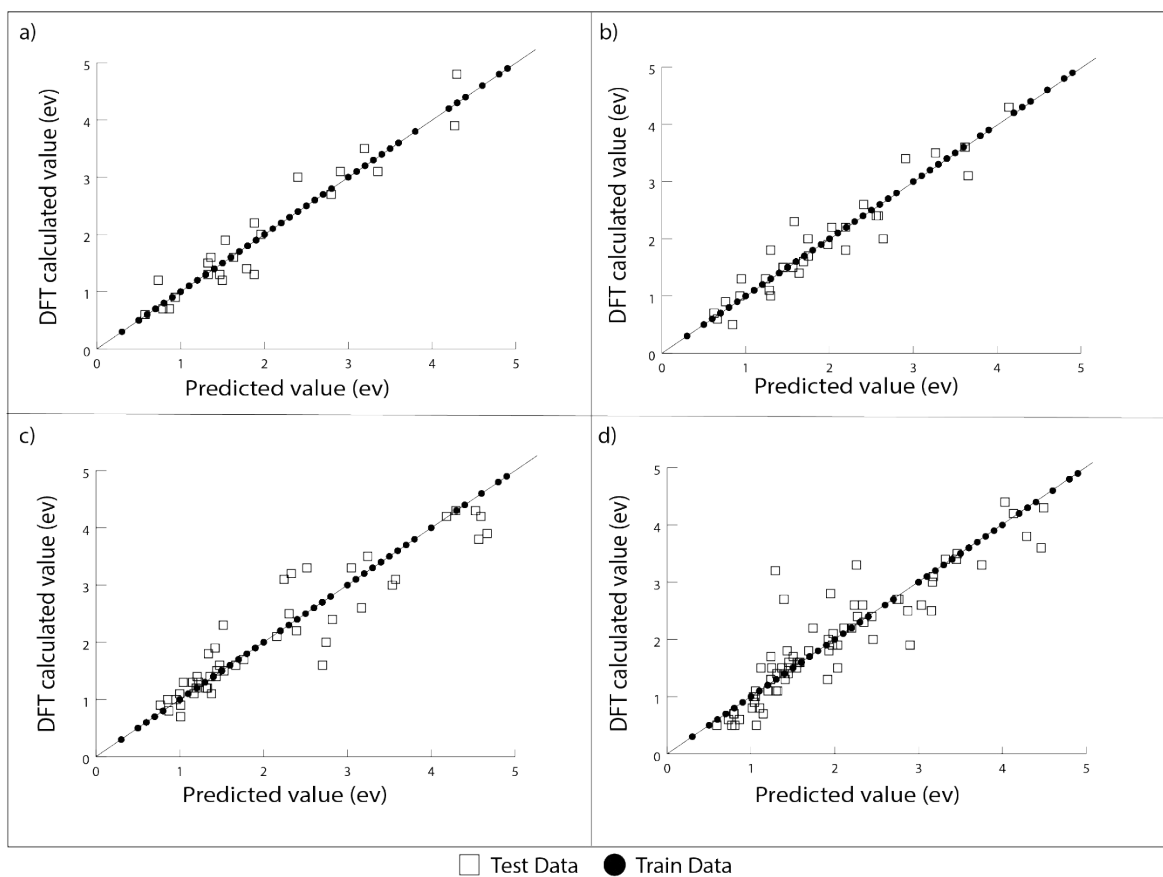 a)
DFT calculated value (ev)
5
4
3
2
1
0
0 1 2 3 4 5
Predicted value (ev)
b)
DFT calculated value (ev)
5
4
3
2
1
0
0 1 2 3 4 5
Predicted value (ev)
c)
DFT calculated value (ev)
5
4
3
2
1
0
0 1 2 3 4 5
Predicted value (ev)
d)
DFT calculated value (ev)
5
4
3
2
1
0
0 1 2 3 4 5
Predicted value (ev)
Test Data Train Data